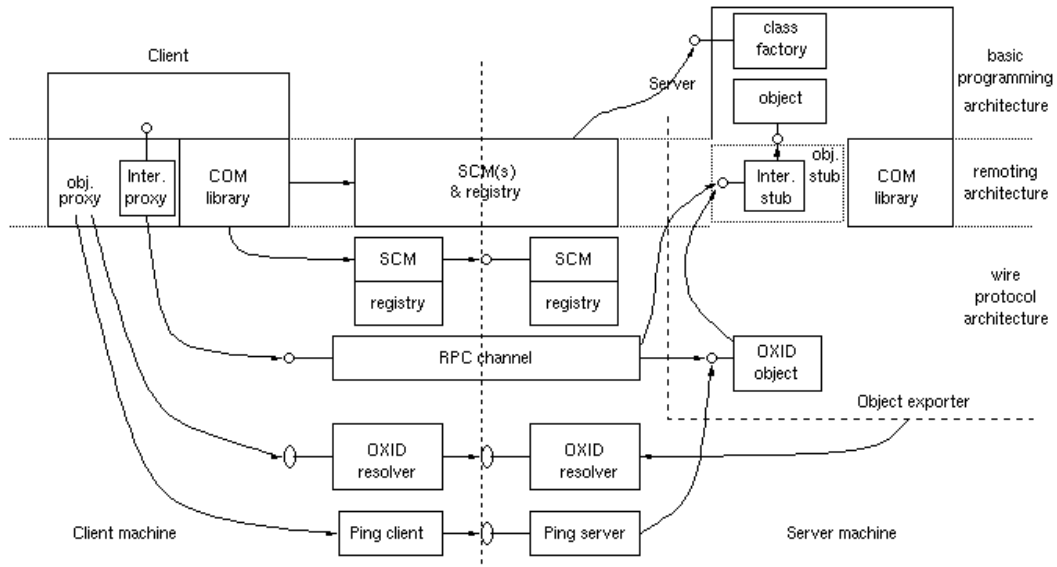 Client
Server
class
factory
object
basic
programming
architecture
obj.
proxy
Inter.
proxy
COM
library
SCM(s)
& registry
obj.
stub
Inter.
stub
COM
library
remoting
architecture
SCM
registry
SCM
registry
wire
protocol
architecture
RPC channel
OXID
object
Object exporter
OXID
resolver
OXID
resolver
Client machine
Ping client
Ping server
Server machine